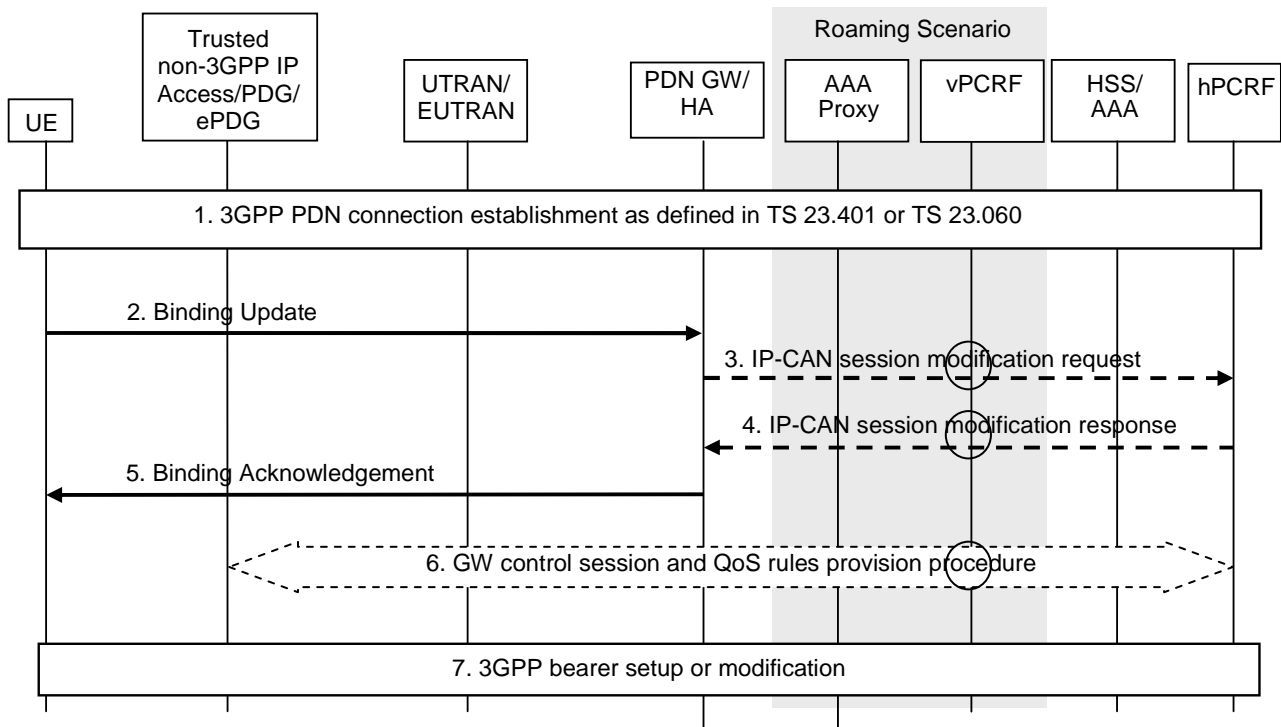 Roaming Scenario
UE
Trusted
non-3GPP IP
Access/PDG/
ePDG
UTRAN/
EUTRAN
PDN GW/
HA
AAA
Proxy
vPCRF
HSS/
AAA
hPCRF
1. 3GPP PDN connection establishment as defined in TS 23.401 or TS 23.060
2. Binding Update
3. IP-CAN session modification request
4. IP-CAN session modification response
5. Binding Acknowledgement
6. GW control session and QoS rules provision procedure
7. 3GPP bearer setup or modification